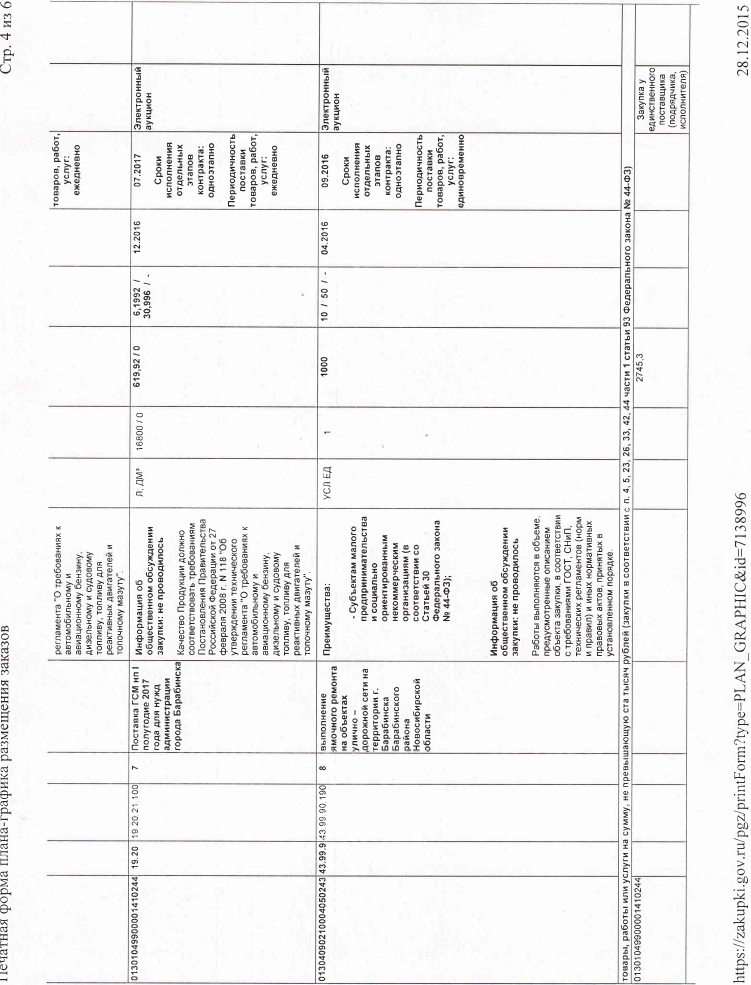 Печатная форма плана-графика размещения заказов
Стр. 4 из 6
регламента "О требованиях к
автомобильному и
авиационному бензину,
дизельному и судовому
топливу, топливу для
реактивных двигателей и
топочному мазуту".
товаров, работ,
услуг:
ежедневно
01301049900001410244
19.20
19.20.21.100
7
Поставка ГСМ нп I
полугодие 2017
года для нужд
администрации
города Барабинска
Информация об
общественном обсуждении
закупки: не проводилось
Качество Продукции должно
соответствовать требованиям
Постановления Правительства
Российской Федерации от 27
февраля 2008 г. N 118 "Об
утверждении технического
регламента "О требованиях к
автомобильному и
авиационному бензину,
дизельному и судовому
топливу, топливу для
реактивных двигателей и
топочному мазуту".
Л; ДМ³
16800 / 0
619,92 / 0
6,1992 /
30,996 / -
12.2016
07.2017
Сроки
исполнения
отдельных
этапов
контракта:
одноэтапно
Периодичность
поставки
товаров, работ,
услуг:
ежедневно
Электронный
аукцион
01304090210004050243
43.99.9
43.99.90.190
8
выполнение
ямочного ремонта
на объектах
улично –
дорожной сети на
территории г.
Барабинска
Барабинского
района
Новосибирской
области
Преимущества:
- Субъектам малого
предпринимательства
и социально
ориентированным
некоммерческим
организациям (в
соответствии со
Статьей 30
Федерального закона
№ 44-ФЗ);
Информация об
общественном обсуждении
закупки: не проводилось
Работы выполняются в объеме,
предусмотренные описанием
объекта закупки, в соответствии
с требованиями ГОСТ, СНиП,
технических регламентов (норм
и правил) и иных нормативных
правовых актов, принятых в
установленном порядке.
УСЛ ЕД
1
1000
10 / 50 / -
04.2016
09.2016
Сроки
исполнения
отдельных
этапов
контракта:
одноэтапно
Периодичность
поставки
товаров, работ,
услуг:
единовременно
Электронный
аукцион
товары, работы или услуги на сумму, не превышающую ста тысяч рублей (закупки в соответствии с п. 4, 5, 23, 26, 33, 42, 44 части 1 статьи 93 Федерального закона № 44-ФЗ)
01301049900001410244
2745,3
Закупка у
единственного
поставщика
(подрядчика,
исполнителя)
https://zakupki.gov.ru/pgz/printForm?type=PLAN_GRAPHIC&id=7138996
28.12.2015